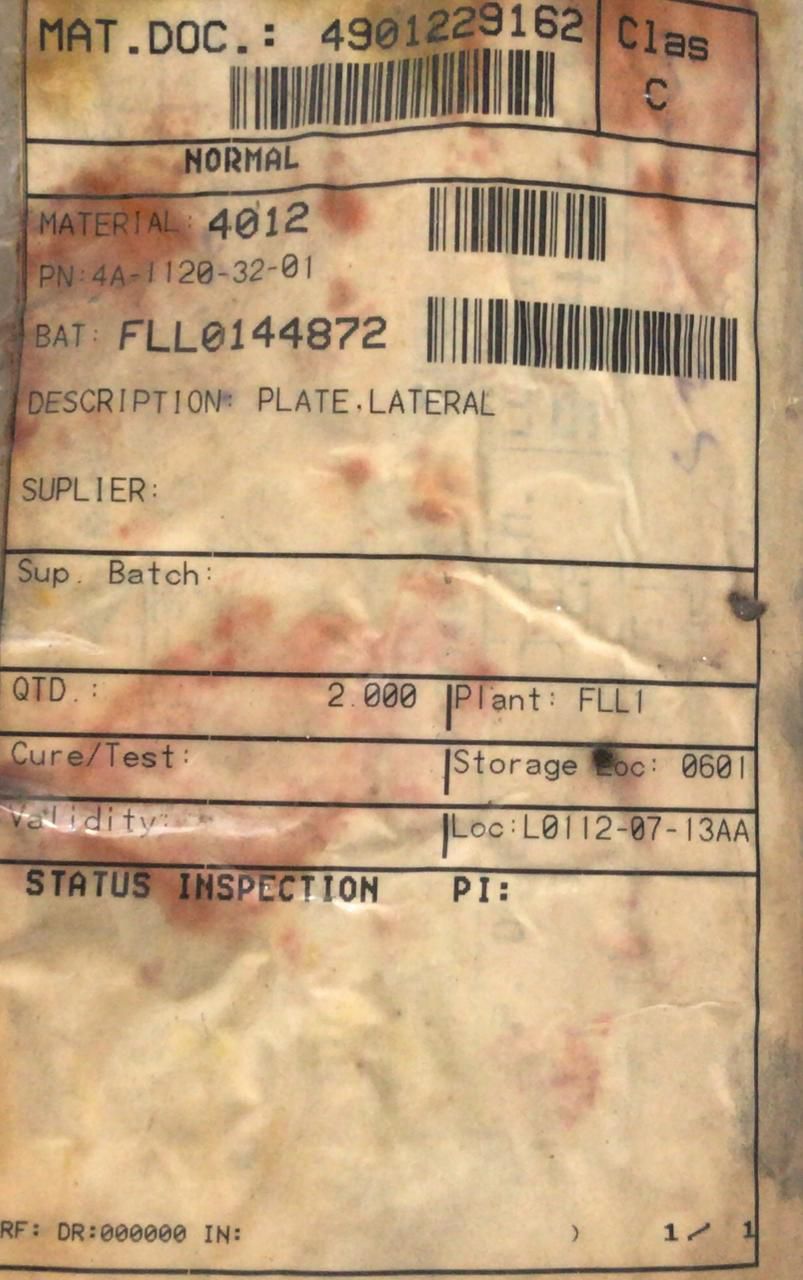 MAT.DOC.: 4901229162
Clas
C
NORMAL
MATERIAL: 4012
PN:4A-1120-32-01
BAT: FLL0144872
DESCRIPTION: PLATE,LATERAL
SUPLIER:
Sup. Batch:
QTD.: 2.000 Plant: FLL1
Cure/Test: Storage Loc: 0601
Validity: Loc:L0112-07-13AA
STATUS INSPECTION PI:
RF: DR:000000 IN: ) 1/ 1